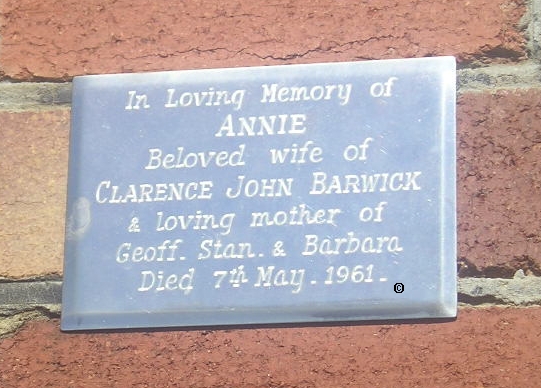 In Loving Memory of
ANNIE
Beloved wife of
CLARENCE JOHN BARWICK
& loving mother of
Geoff. Stan. & Barbara
Died 7th May. 1961.
©